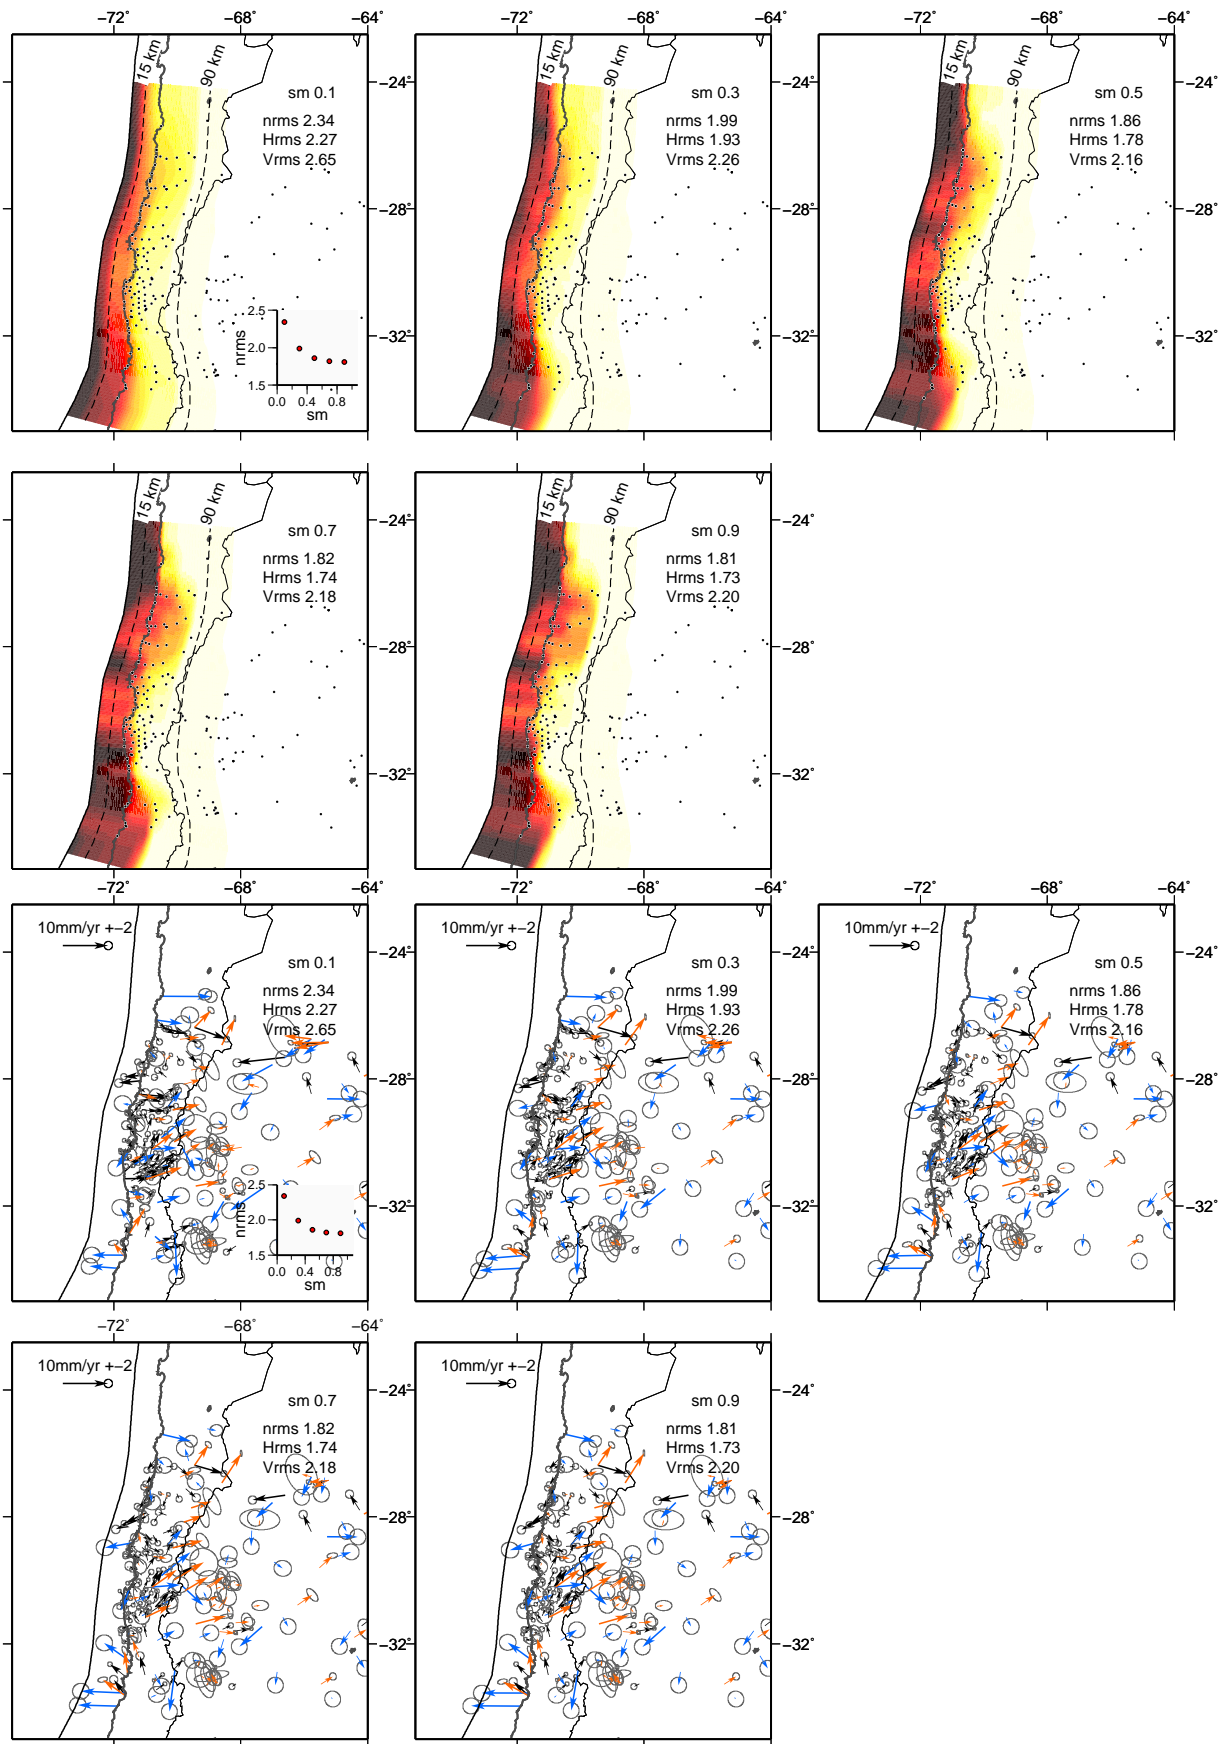 −72° −68° −64° −72° −68° −64° −72° −68° −64°
15 km 90 km 15 km 90 km 15 km 90 km
−24° −24° −24°
sm 0.1 sm 0.3 sm 0.5
nrms 2.34 nrms 1.99 nrms 1.86
Hrms 2.27 Hrms 1.93 Hrms 1.78
Vrms 2.65 Vrms 2.26 Vrms 2.16
−28° −28° −28°
2.5
−32° −32° −32°
2.0
nrms
1.5
0.0 0.4 0.8
sm
15 km 90 km 15 km 90 km
−24° −24°
sm 0.7 sm 0.9
nrms 1.82 nrms 1.81
Hrms 1.74 Hrms 1.73
Vrms 2.18 Vrms 2.20
−28° −28°
−32° −32°
−72° −68° −64° −72° −68° −64° −72° −68° −64°
10mm/yr +−2 10mm/yr +−2 10mm/yr +−2
−24° −24° −24°
sm 0.1 sm 0.3 sm 0.5
nrms 2.34 nrms 1.99 nrms 1.86
Hrms 2.27 Hrms 1.93 Hrms 1.78
Vrms 2.65 Vrms 2.26 Vrms 2.16
−28° −28° −28°
2.5
−32° −32° −32°
2.0
nrms
1.5
0.0 0.4 0.8
sm
−72° −68° −64°
10mm/yr +−2 10mm/yr +−2
−24° −24°
sm 0.7 sm 0.9
nrms 1.82 nrms 1.81
Hrms 1.74 Hrms 1.73
Vrms 2.18 Vrms 2.20
−28° −28°
−32° −32°